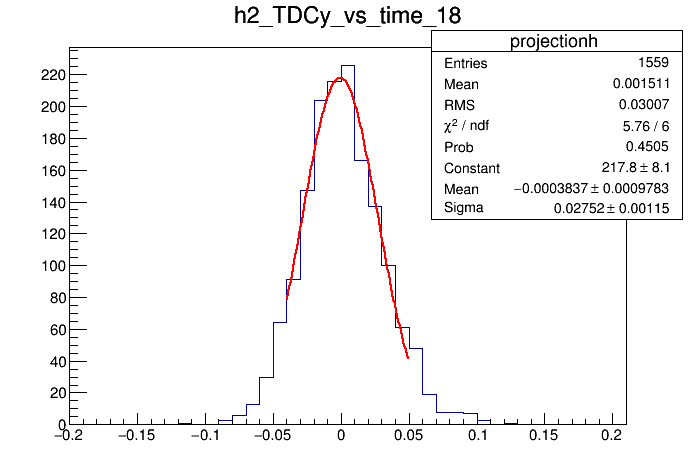 h2_TDCy_vs_time_18
projectionh
Entries 1559
Mean 0.001511
RMS 0.03007
χ² / ndf 5.76 / 6
Prob 0.4505
Constant 217.8 ± 8.1
Mean −0.0003837 ± 0.0009783
Sigma 0.02752 ± 0.00115
220
200
180
160
140
120
100
80
60
40
20
0
−0.2 −0.15 −0.1 −0.05 0 0.05 0.1 0.15 0.2